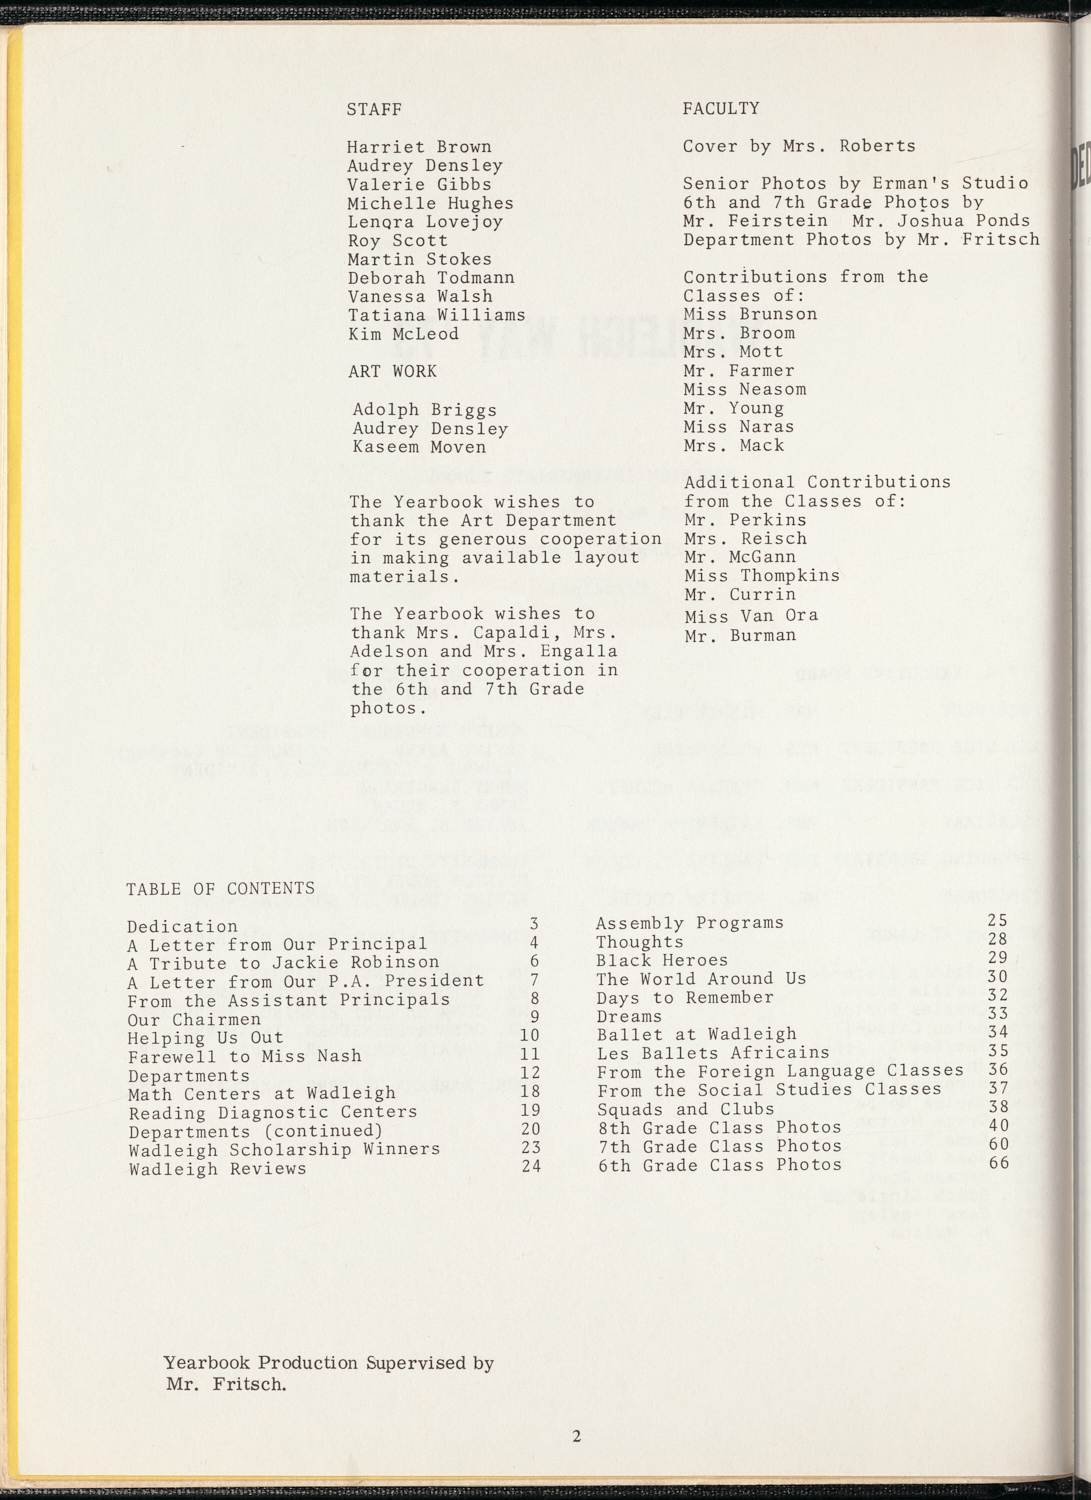 STAFF
Harriet Brown
Audrey Densley
Valerie Gibbs
Michelle Hughes
Lenora Lovejoy
Roy Scott
Martin Stokes
Deborah Todmann
Vanessa Walsh
Tatiana Williams
Kim McLeod
ART WORK
Adolph Briggs
Audrey Densley
Kaseem Moven
The Yearbook wishes to
thank the Art Department
for its generous cooperation
in making available layout
materials.
The Yearbook wishes to
thank Mrs. Capaldi, Mrs.
Adelson and Mrs. Engalla
for their cooperation in
the 6th and 7th Grade
photos.
FACULTY
Cover by Mrs. Roberts
Senior Photos by Erman's Studio
6th and 7th Grade Photos by
Mr. Feirstein Mr. Joshua Ponds
Department Photos by Mr. Fritsch
Contributions from the
Classes of:
Miss Brunson
Mrs. Broom
Mrs. Mott
Mr. Farmer
Miss Neasom
Mr. Young
Miss Naras
Mrs. Mack
Additional Contributions
from the Classes of:
Mr. Perkins
Mrs. Reisch
Mr. McGann
Miss Thompkins
Mr. Currin
Miss Van Ora
Mr. Burman
TABLE OF CONTENTS
Dedication 3
A Letter from Our Principal 4
A Tribute to Jackie Robinson 6
A Letter from Our P.A. President 7
From the Assistant Principals 8
Our Chairmen 9
Helping Us Out 10
Farewell to Miss Nash 11
Departments 12
Math Centers at Wadleigh 18
Reading Diagnostic Centers 19
Departments (continued) 20
Wadleigh Scholarship Winners 23
Wadleigh Reviews 24
Assembly Programs 25
Thoughts 28
Black Heroes 29
The World Around Us 30
Days to Remember 32
Dreams 33
Ballet at Wadleigh 34
Les Ballets Africains 35
From the Foreign Language Classes 36
From the Social Studies Classes 37
Squads and Clubs 38
8th Grade Class Photos 40
7th Grade Class Photos 60
6th Grade Class Photos 66
Yearbook Production Supervised by
Mr. Fritsch.
2